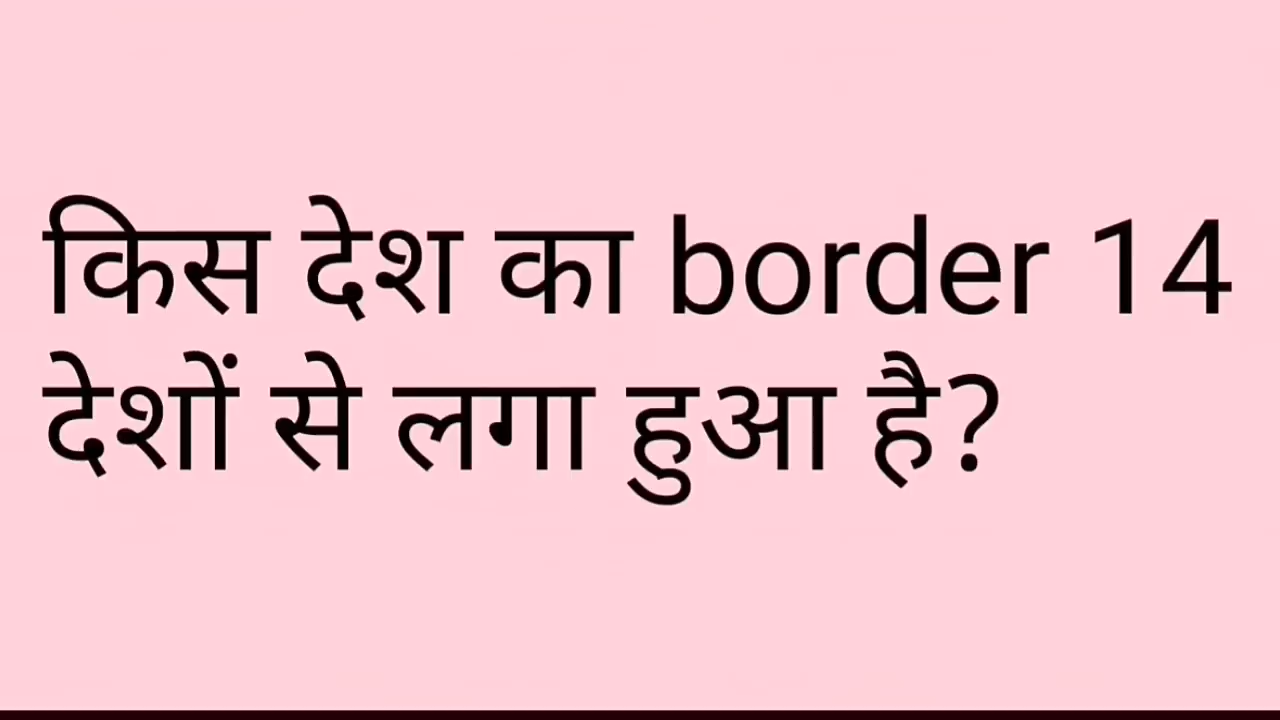 किस देश का border 14
देशों से लगा हुआ है?